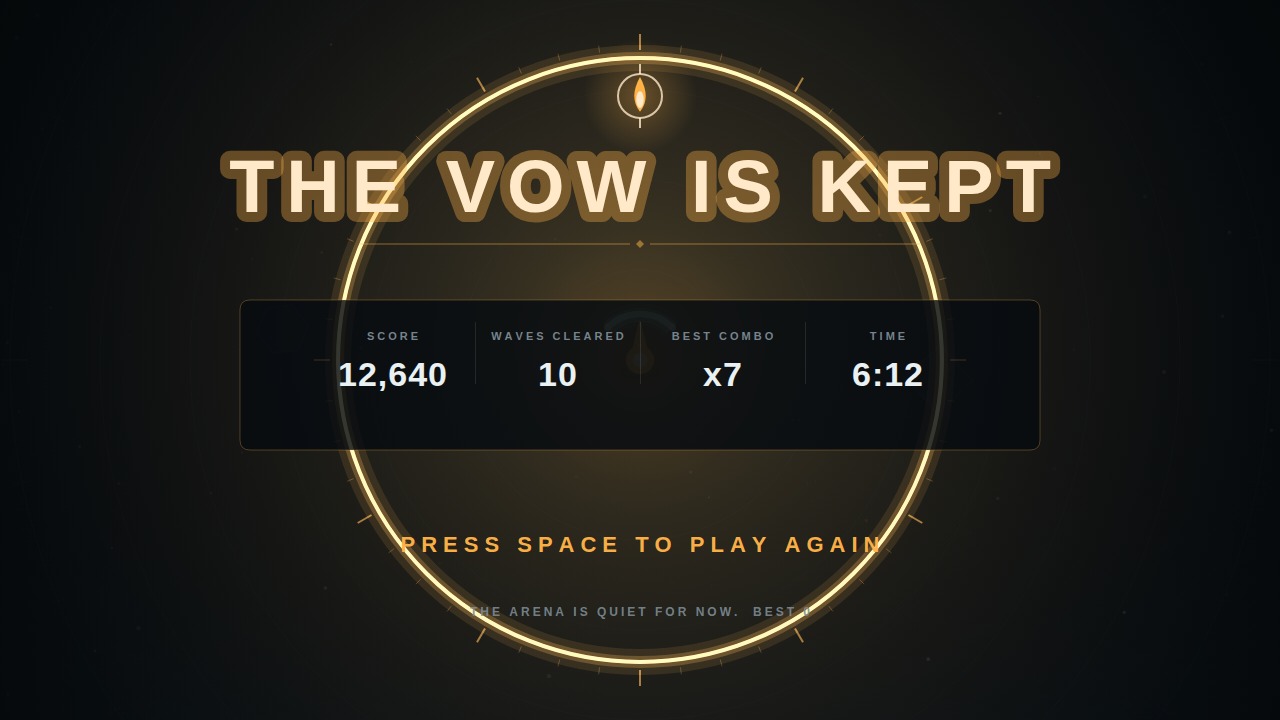 THE VOW IS KEPT
SCORE WAVES CLEARED BEST COMBO TIME
12,640 10 x7 6:12
PRESS SPACE TO PLAY AGAIN
THE ARENA IS QUIET FOR NOW. BEST